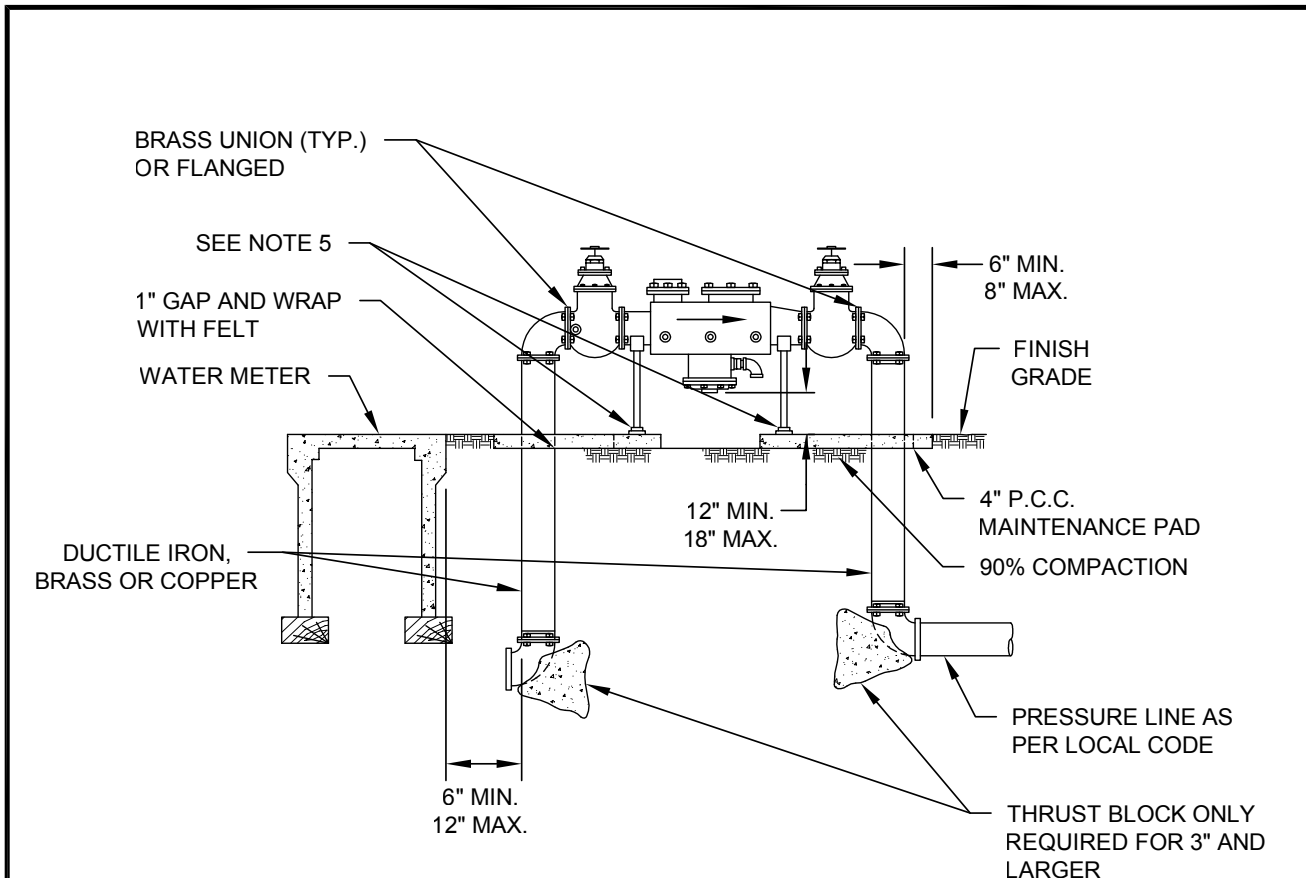 BRASS UNION (TYP.)
OR FLANGED
SEE NOTE 5
1" GAP AND WRAP
WITH FELT
WATER METER
DUCTILE IRON,
BRASS OR COPPER
6" MIN.
12" MAX.
12" MIN.
18" MAX.
6" MIN.
8" MAX.
FINISH
GRADE
4" P.C.C.
MAINTENANCE PAD
90% COMPACTION
PRESSURE LINE AS
PER LOCAL CODE
THRUST BLOCK ONLY
REQUIRED FOR 3" AND
LARGER